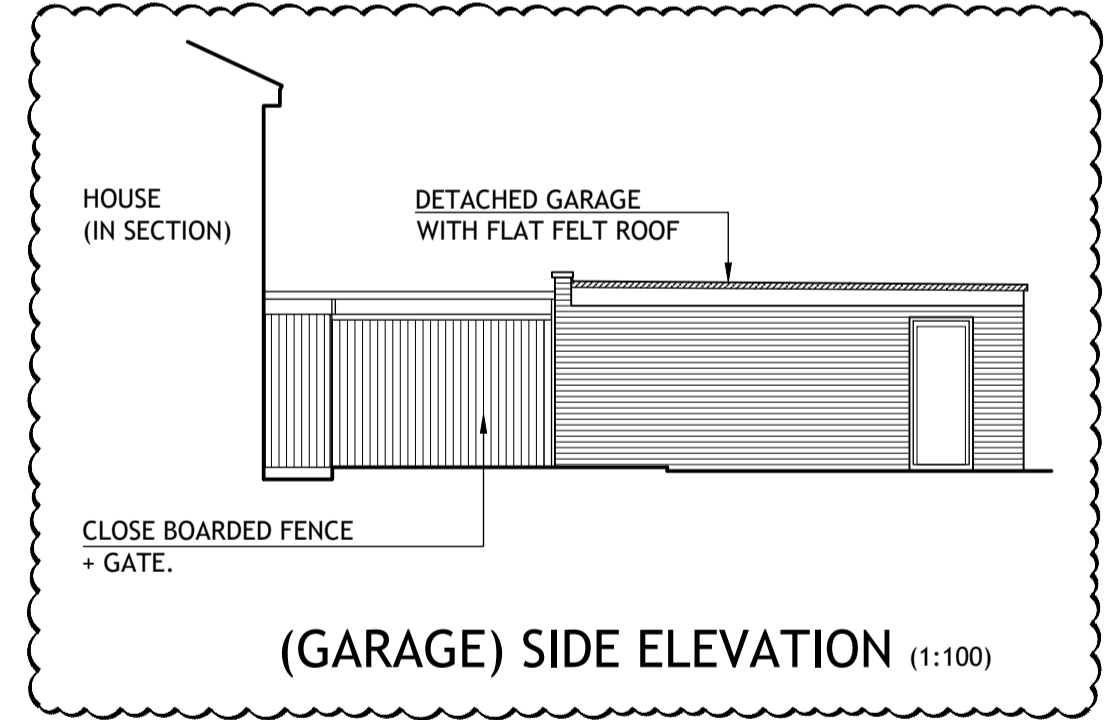 HOUSE
(IN SECTION)
DETACHED GARAGE
WITH FLAT FELT ROOF
CLOSE BOARDED FENCE
+ GATE.
(GARAGE) SIDE ELEVATION (1:100)